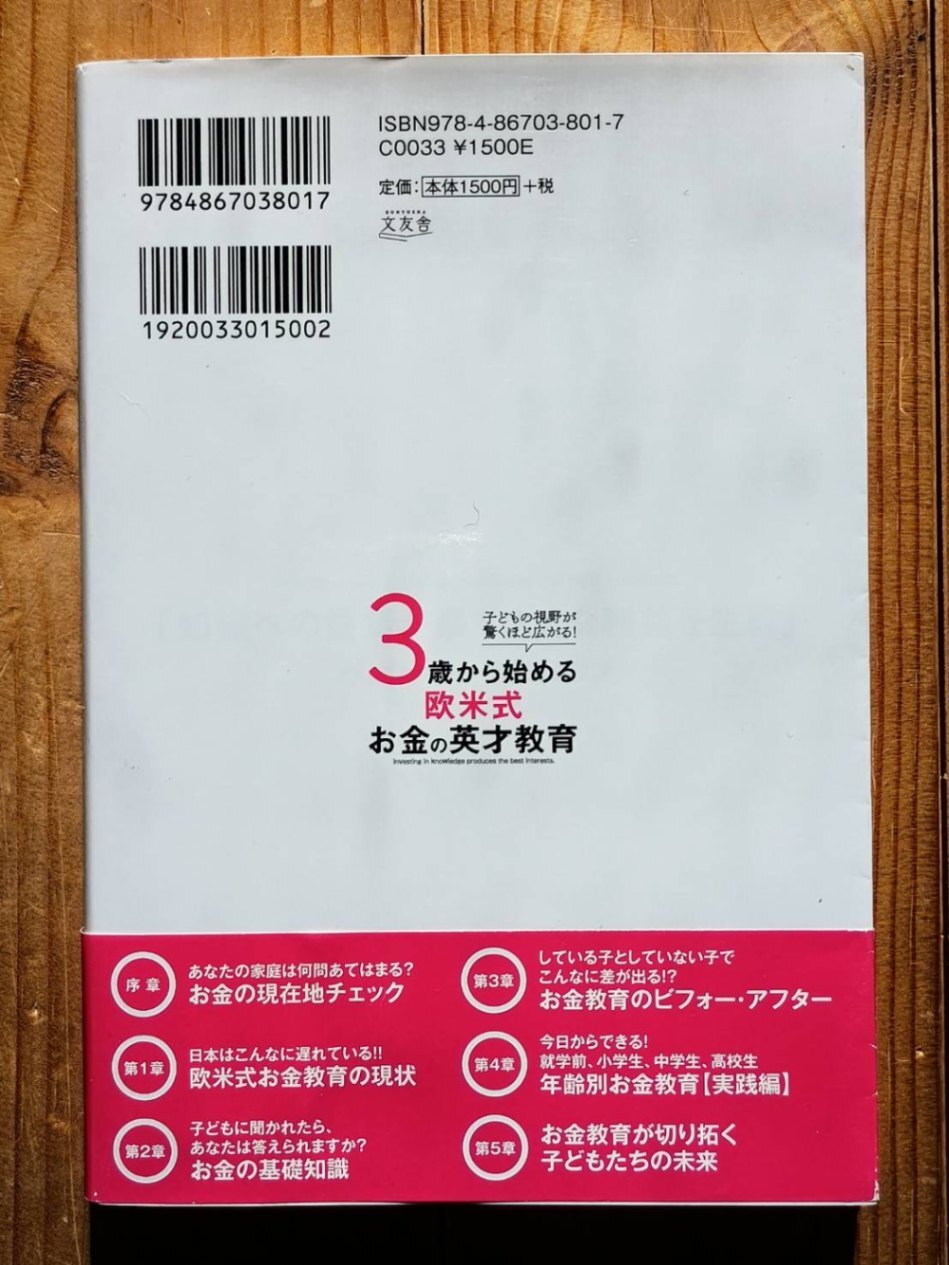 ISBN978-4-86703-801-7
C0033 ¥1500E
9784867038017
定価：本体1500円＋税
BUNYUSHA
文友舎
1920033015002
子どもの視野が
驚くほど広がる！
3歳から始める
欧米式
お金の英才教育
Investing in knowledge produces the best interests.
序章
あなたの家庭は何問あてはまる？
お金の現在地チェック
第1章
日本はこんなに遅れている!!
欧米式お金教育の現状
第2章
子どもに聞かれたら、
あなたは答えられますか？
お金の基礎知識
第3章
している子としていない子で
こんなに差が出る!?
お金教育のビフォー・アフター
第4章
今日からできる！
就学前、小学生、中学生、高校生
年齢別お金教育【実践編】
第5章
お金教育が切り拓く
子どもたちの未来